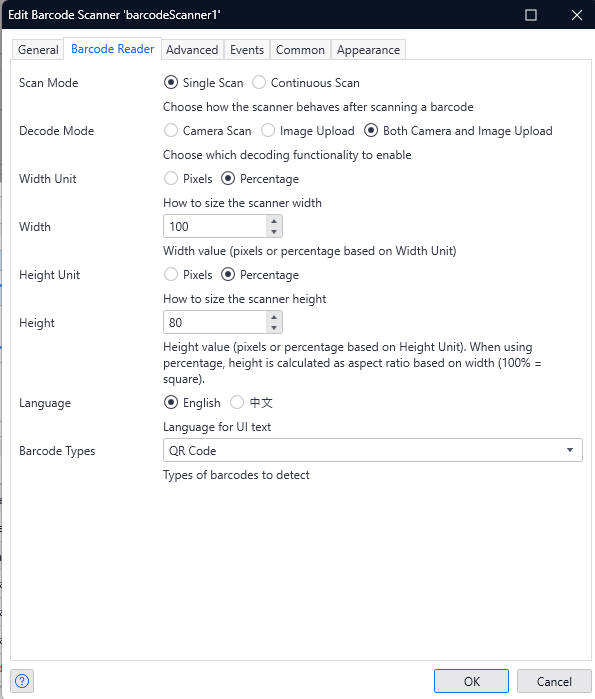 Edit Barcode Scanner 'barcodeScanner1'
General Barcode Reader Advanced Events Common Appearance
Scan Mode Single Scan Continuous Scan
Choose how the scanner behaves after scanning a barcode
Decode Mode Camera Scan Image Upload Both Camera and Image Upload
Choose which decoding functionality to enable
Width Unit Pixels Percentage
How to size the scanner width
Width 100
Width value (pixels or percentage based on Width Unit)
Height Unit Pixels Percentage
How to size the scanner height
Height 80
Height value (pixels or percentage based on Height Unit). When using
percentage, height is calculated as aspect ratio based on width (100% =
square).
Language English 中文
Language for UI text
Barcode Types QR Code
Types of barcodes to detect
? OK Cancel